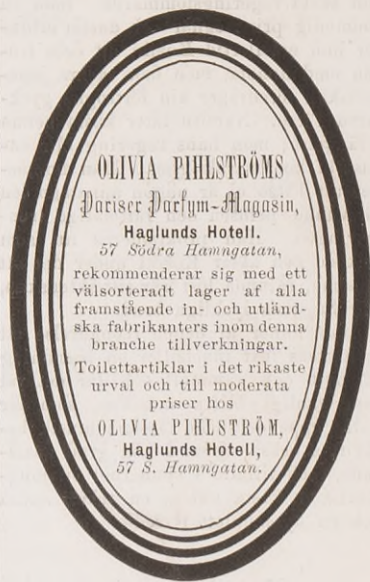 OLIVIA PIHLSTRÖMS
Pariser Parfym-Magasin,
Haglunds Hotell.
57 Södra Hamngatan,
rekommenderar sig med ett
välsorteradt lager af alla
framstående in- och utländ-
ska fabrikanters inom denna
branche tillverkningar.
Toilettartiklar i det rikaste
urval och till moderata
priser hos
OLIVIA PIHLSTRÖM,
Haglunds Hotell,
57 S. Hamngatan.